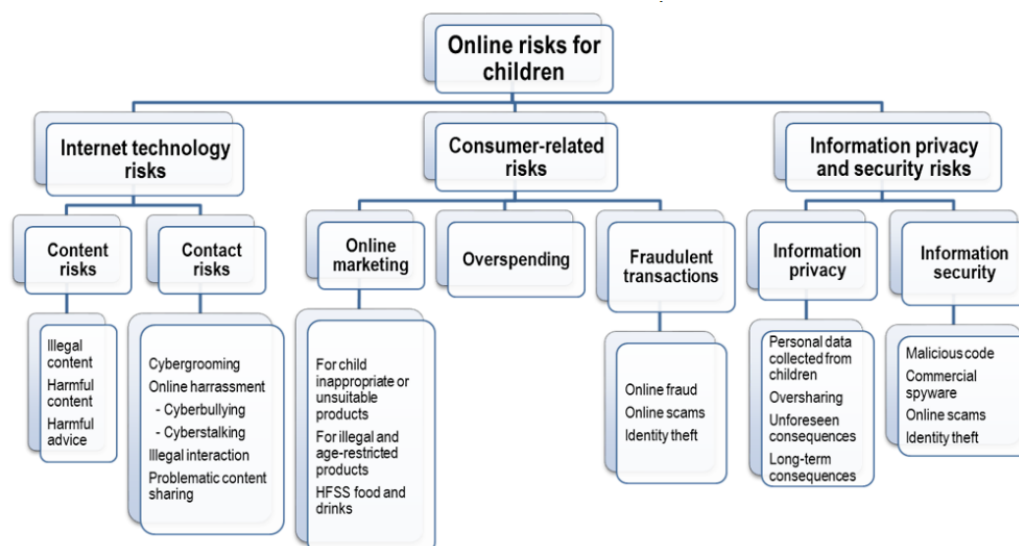 Online risks for
children
Internet technology
risks
Consumer-related
risks
Information privacy
and security risks
Content
risks
Contact
risks
Online
marketing
Overspending
Fraudulent
transactions
Information
privacy
Information
security
Illegal
content
Harmful
content
Harmful
advice
Cybergrooming
Online harrassment
- Cyberbullying
- Cyberstalking
Illegal interaction
Problematic content
sharing
For child
inappropriate or
unsuitable
products
For illegal and
age-restricted
products
HFSS food and
drinks
Online fraud
Online scams
Identity theft
Personal data
collected from
children
Oversharing
Unforeseen
consequences
Long-term
consequences
Malicious code
Commercial
spyware
Online scams
Identity theft